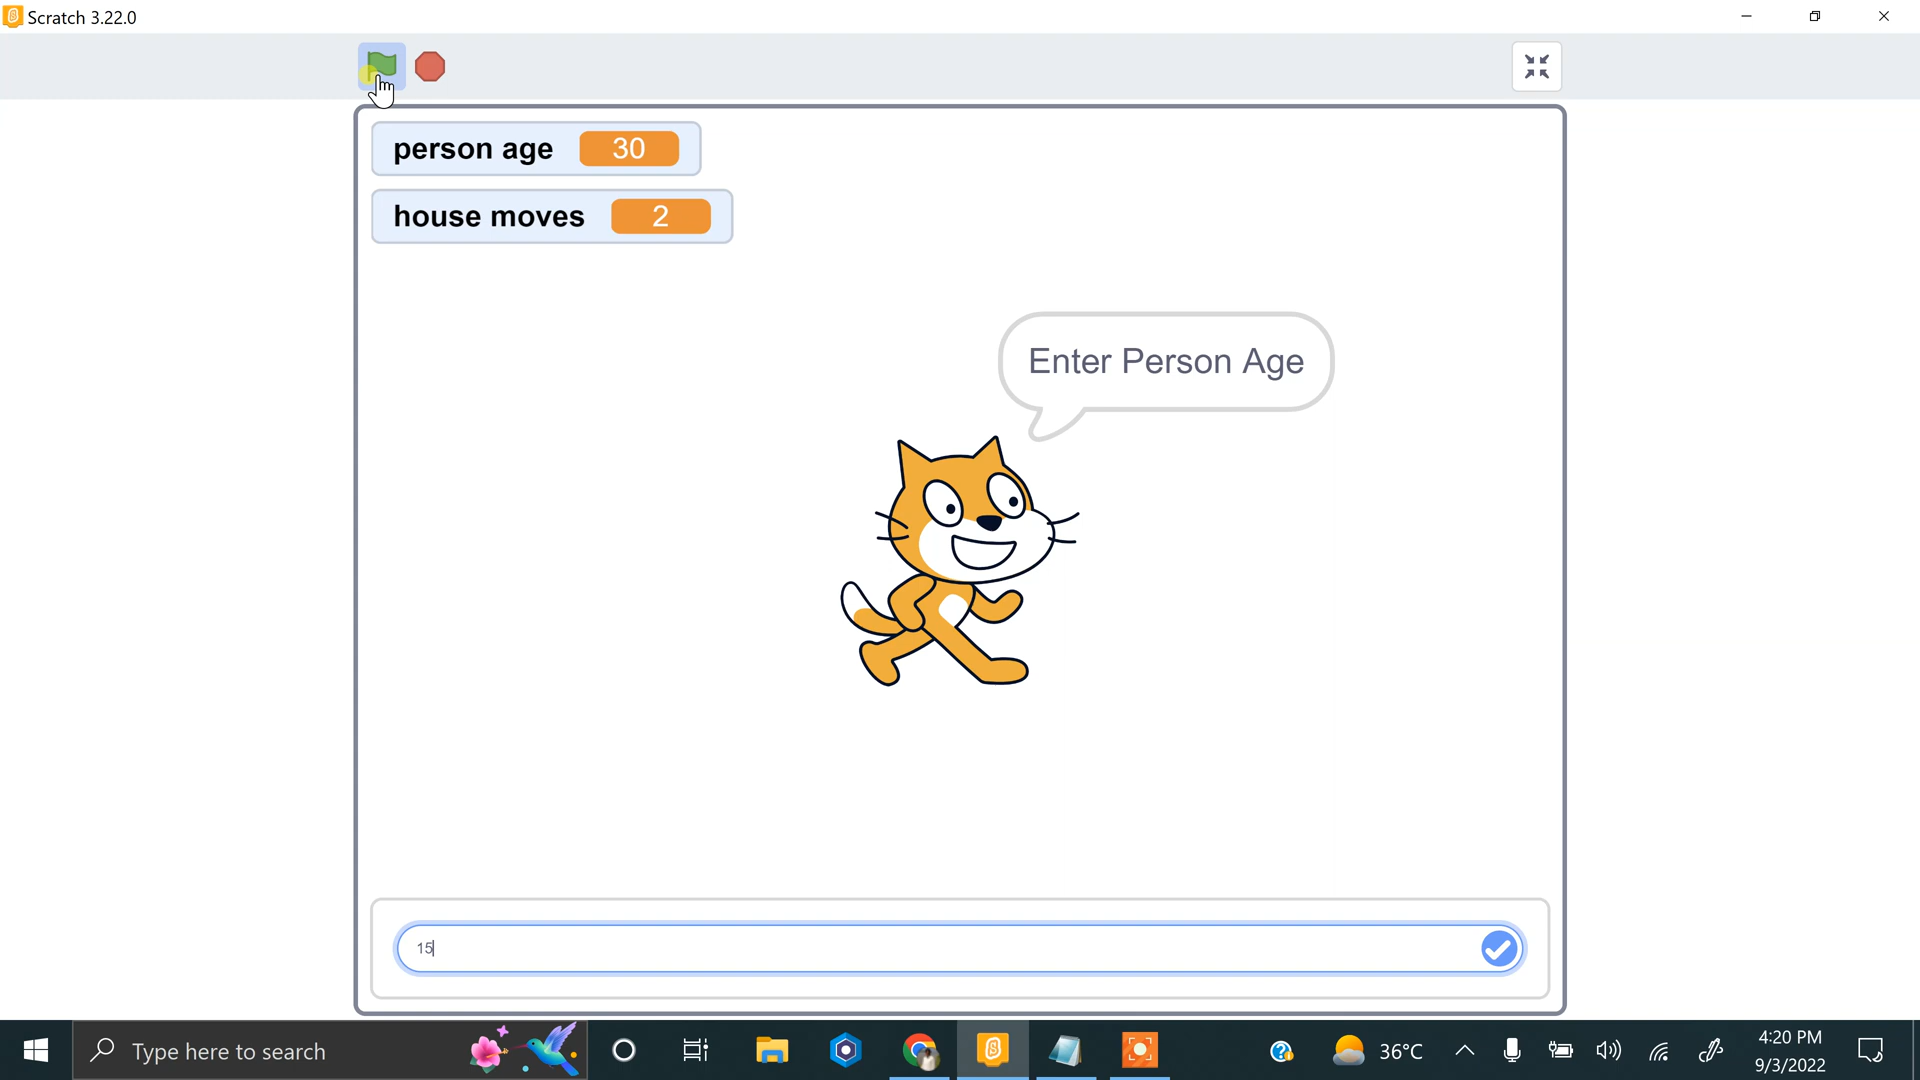 Scratch 3.22.0
person age 30
house moves 2
Enter Person Age
15
Type here to search
36°C
4:20 PM
9/3/2022